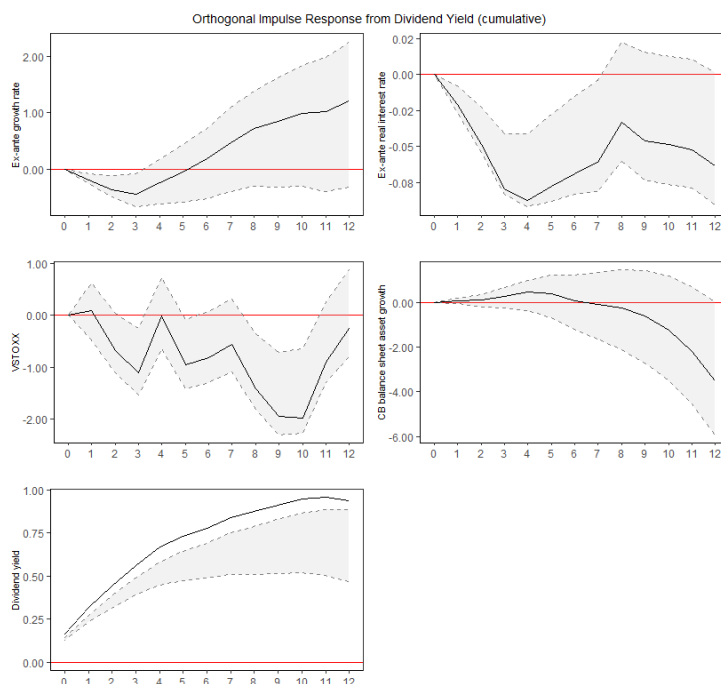 Orthogonal Impulse Response from Dividend Yield (cumulative)
Ex-ante growth rate
2.00
1.00
0.00
0 1 2 3 4 5 6 7 8 9 10 11 12
Ex-ante real interest rate
0.02
0.00
-0.02
-0.05
-0.08
0 1 2 3 4 5 6 7 8 9 10 11 12
VSTOXX
1.00
0.00
-1.00
-2.00
0 1 2 3 4 5 6 7 8 9 10 11 12
CB balance sheet asset growth
0.00
-2.00
-4.00
-6.00
0 1 2 3 4 5 6 7 8 9 10 11 12
Dividend yield
1.00
0.75
0.50
0.25
0.00
0 1 2 3 4 5 6 7 8 9 10 11 12